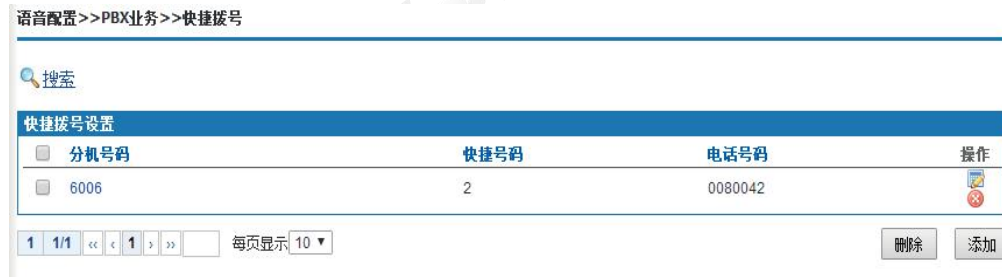 语音配置>>PBX业务>>快捷拨号
搜索
快捷拨号设置
分机号码 快捷号码 电话号码 操作
6006 2 0080042
1 1/1 << < 1 > >> 每页显示 10 删除 添加